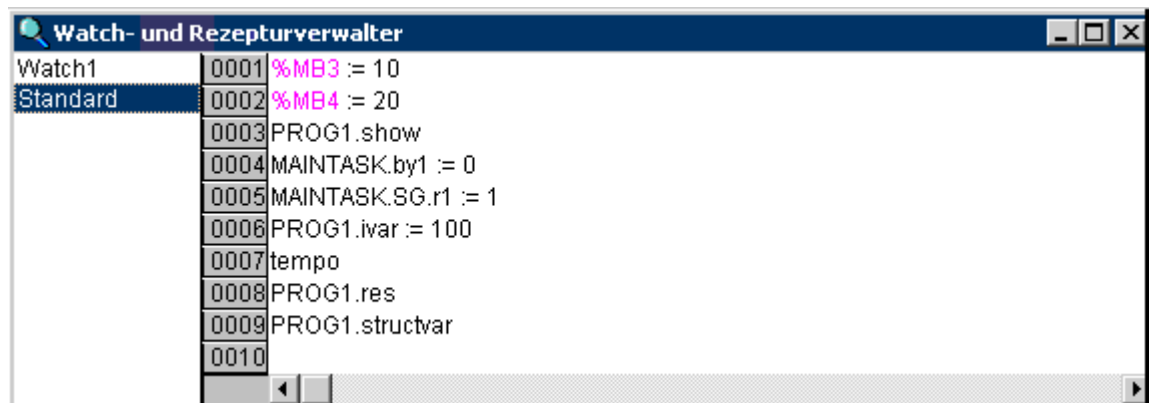 Watch- und Rezepturverwalter
Watch1
Standard
0001 %MB3 := 10
0002 %MB4 := 20
0003 PROG1.show
0004 MAINTASK.by1 := 0
0005 MAINTASK.SG.r1 := 1
0006 PROG1.ivar := 100
0007 tempo
0008 PROG1.res
0009 PROG1.structvar
0010